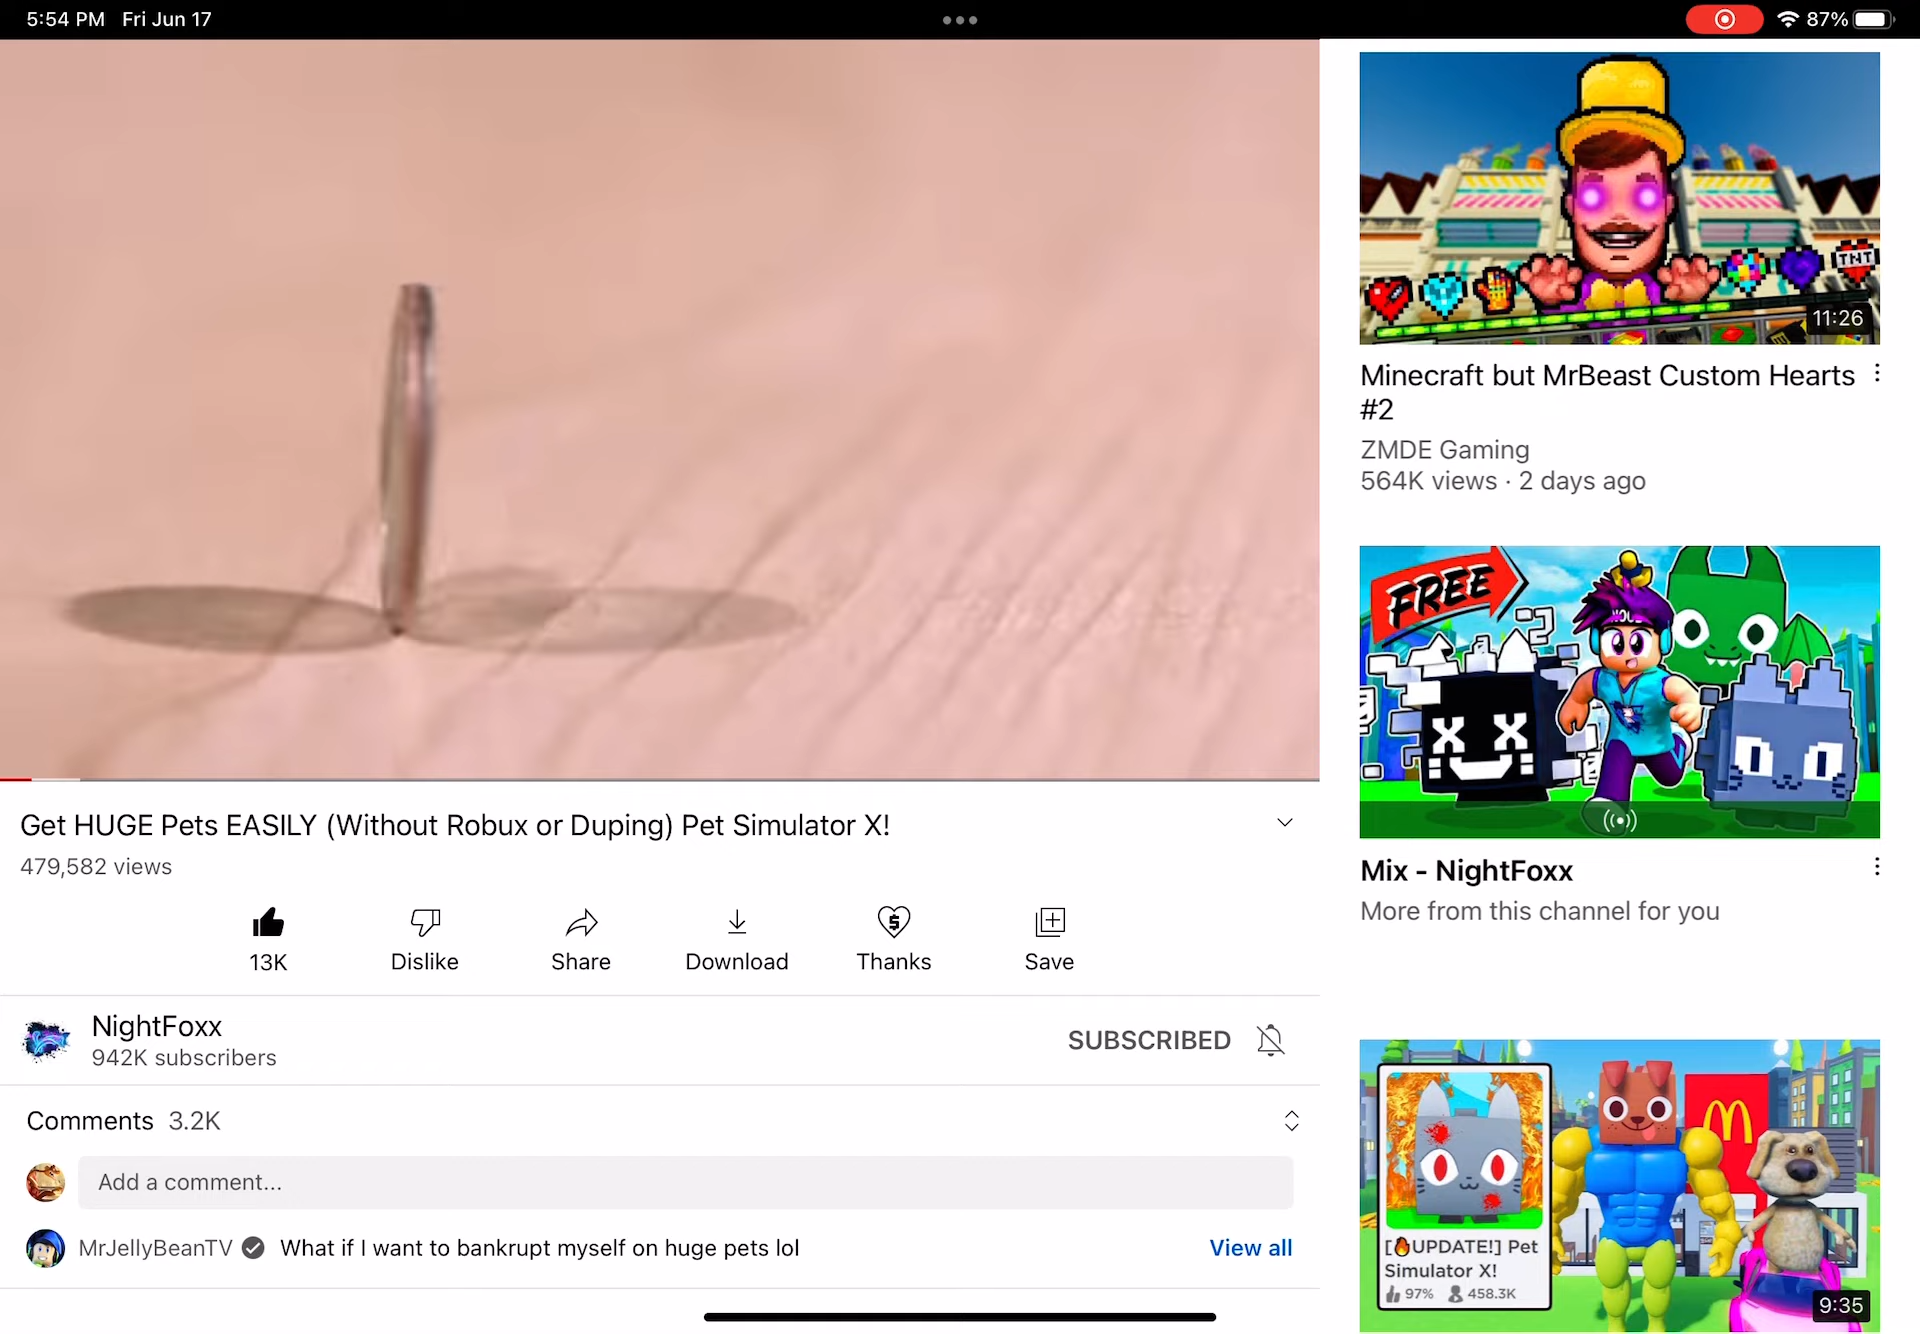 5:54 PM Fri Jun 17
87%
Get HUGE Pets EASILY (Without Robux or Duping) Pet Simulator X!
479,582 views
13K
Dislike
Share
Download
Thanks
Save
NightFoxx
942K subscribers
SUBSCRIBED
Comments 3.2K
Add a comment...
MrJellyBeanTV What if I want to bankrupt myself on huge pets lol
View all
TNT
11:26
Minecraft but MrBeast Custom Hearts
#2
ZMDE Gaming
564K views · 2 days ago
FREE
Mix - NightFoxx
More from this channel for you
[🔥UPDATE!] Pet
Simulator X!
97% 458.3K
9:35